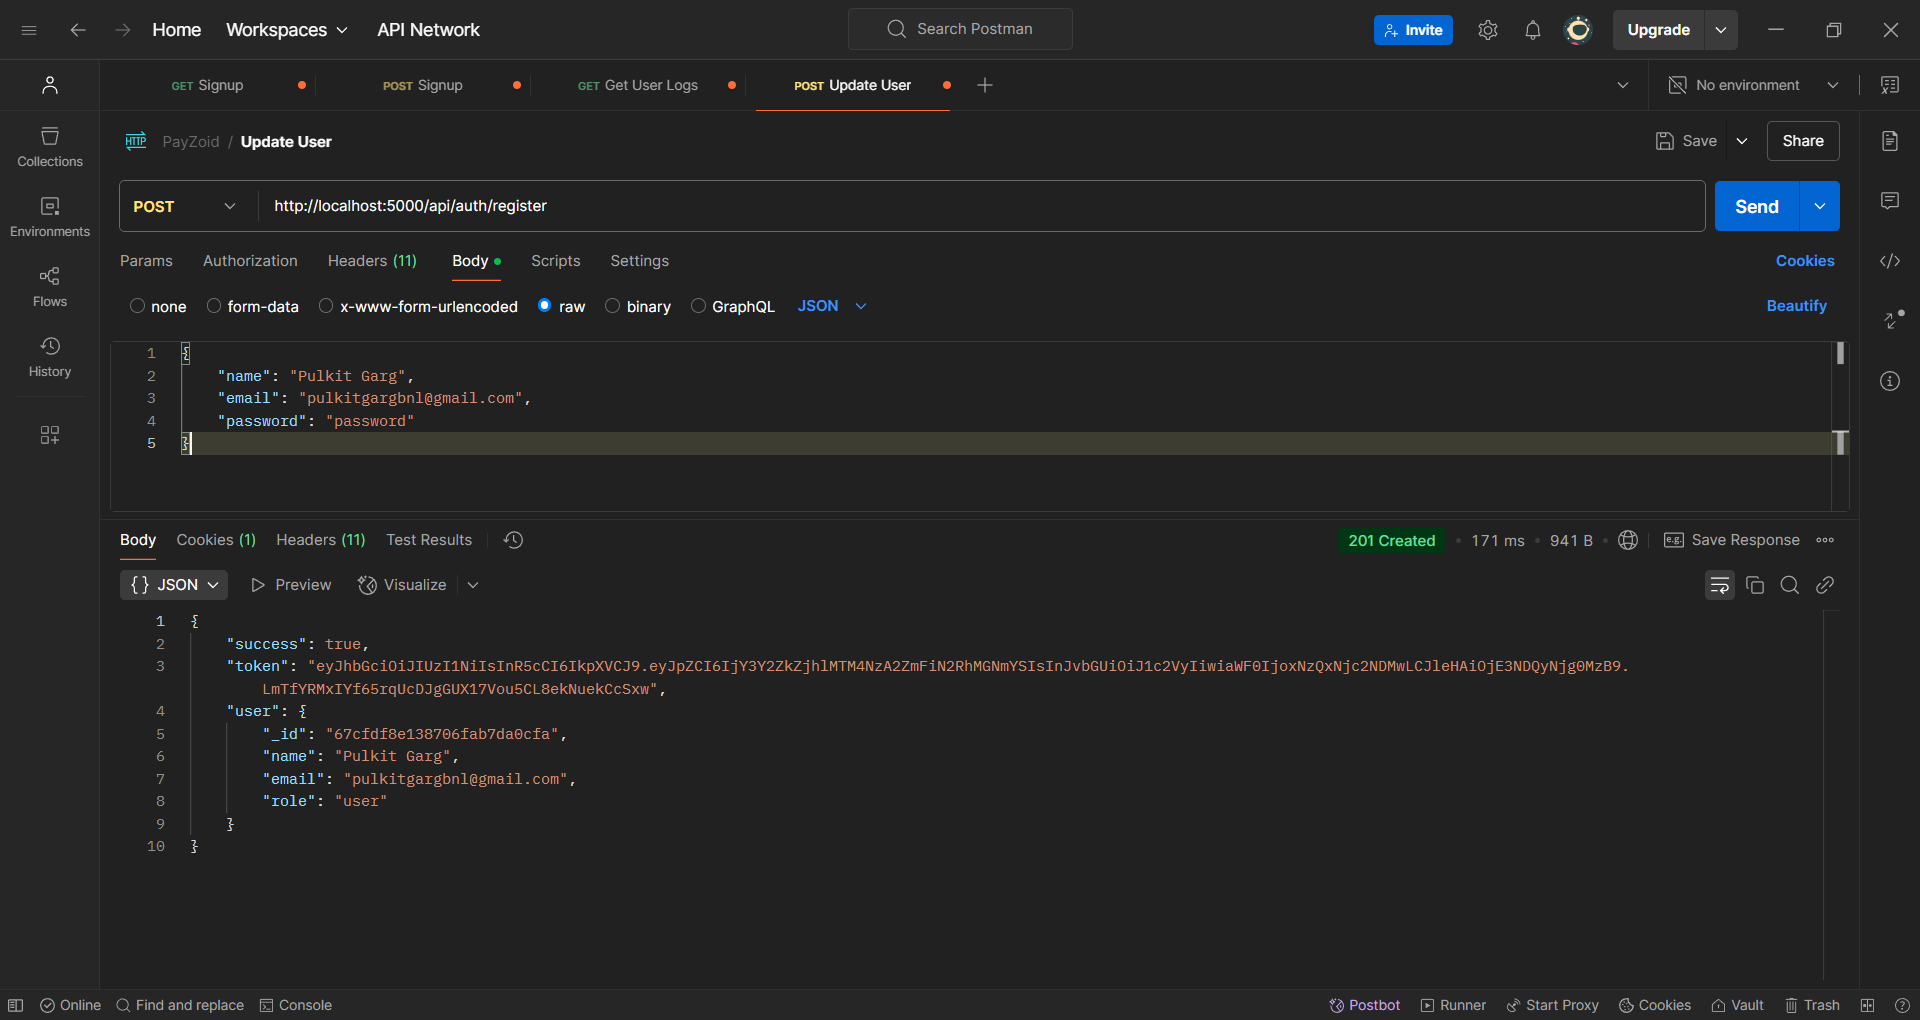 Home Workspaces API Network Search Postman Invite Upgrade
GET Signup POST Signup GET Get User Logs POST Update User No environment
HTTP PayZoid / Update User Save Share
POST http://localhost:5000/api/auth/register Send
Params Authorization Headers (11) Body Scripts Settings Cookies
none form-data x-www-form-urlencoded raw binary GraphQL JSON Beautify
Collections
Environments
Flows
History
1 {
2 "name": "Pulkit Garg",
3 "email": "pulkitgargbnl@gmail.com",
4 "password": "password"
5 }
Body Cookies (1) Headers (11) Test Results 201 Created 171 ms 941 B e.g. Save Response
{} JSON Preview Visualize
1 {
2 "success": true,
3 "token": "eyJhbGciOiJIUzI1NiIsInR5cCI6IkpXVCJ9.eyJpZCI6IjY3Y2ZkZjhlMTM4NzA2ZmFiN2RhMGNmYSIsInJvbGUiOiJ1c2VyIiwiaWF0IjoxNzQxNjc2NDMwLCJleHAiOjE3NDQyNjg0MzB9.
LmTfYRMxIYf65rqUcDJgGUX17Vou5CL8ekNuekCcSxw",
4 "user": {
5 "_id": "67cfdf8e138706fab7da0cfa",
6 "name": "Pulkit Garg",
7 "email": "pulkitgargbnl@gmail.com",
8 "role": "user"
9 }
10 }
Online Find and replace Console Postbot Runner Start Proxy Cookies Vault Trash